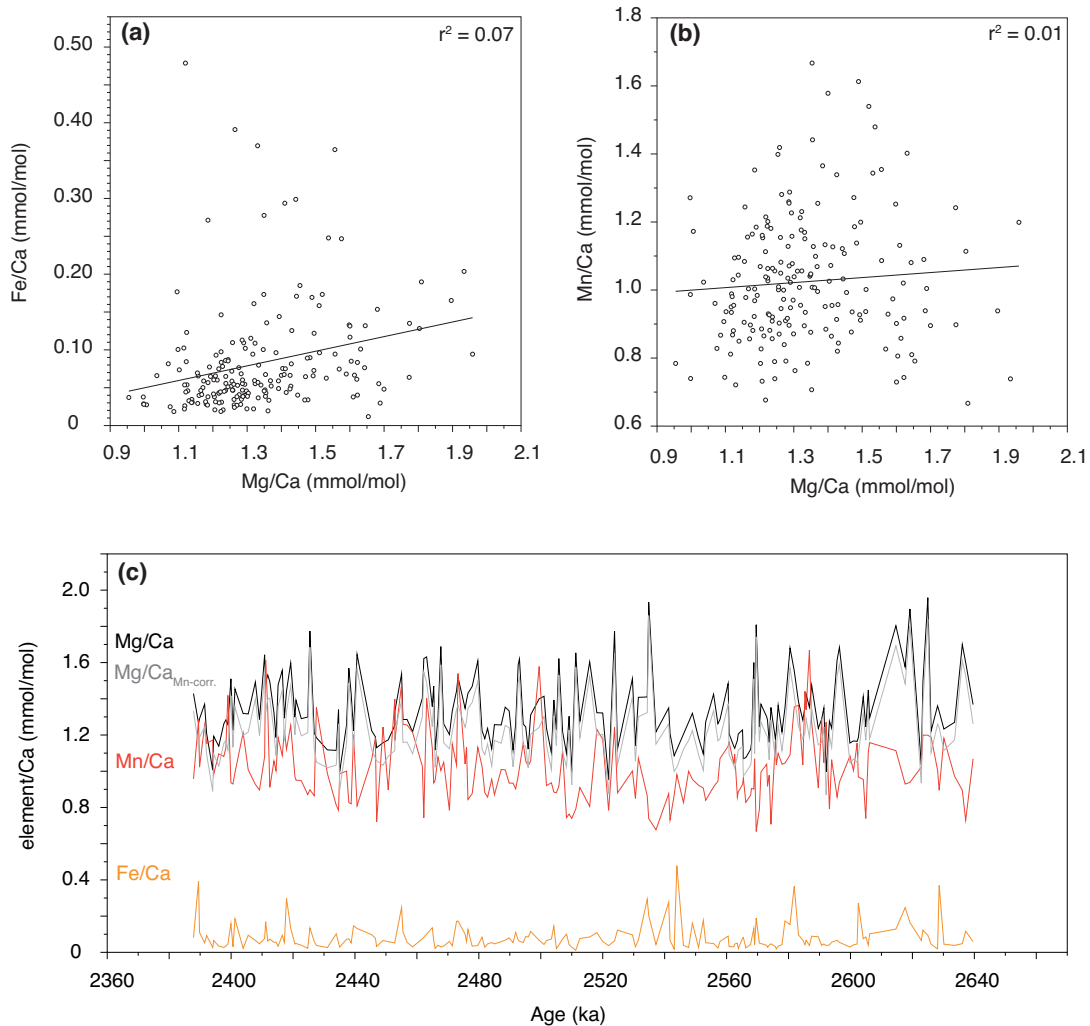 (a)
r² = 0.07
0.50
0.40
0.30
0.20
0.10
0
Fe/Ca (mmol/mol)
0.9 1.1 1.3 1.5 1.7 1.9 2.1
Mg/Ca (mmol/mol)
(b)
r² = 0.01
1.8
1.6
1.4
1.2
1.0
0.8
0.6
Mn/Ca (mmol/mol)
0.9 1.1 1.3 1.5 1.7 1.9 2.1
Mg/Ca (mmol/mol)
(c)
2.0
1.6
1.2
0.8
0.4
0
element/Ca (mmol/mol)
Mg/Ca
Mg/Ca Mn-corr.
Mn/Ca
Fe/Ca
2360 2400 2440 2480 2520 2560 2600 2640
Age (ka)